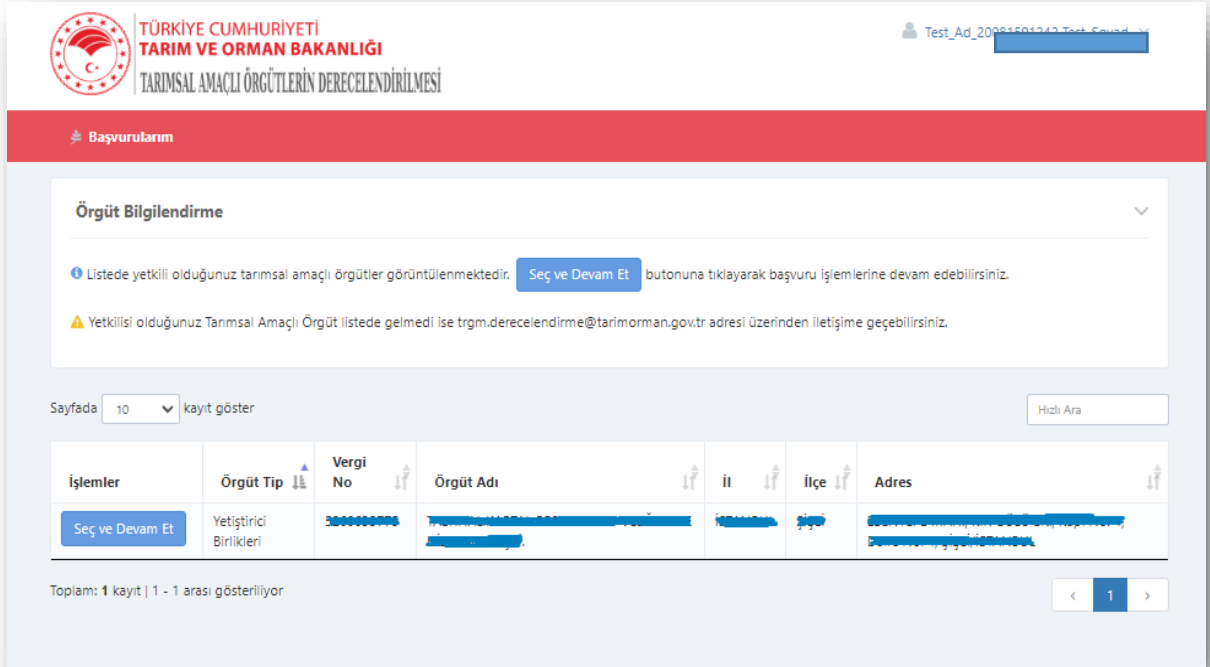 TÜRKİYE CUMHURİYETİ
TARIM VE ORMAN BAKANLIĞI
TARIMSAL AMAÇLI ÖRGÜTLERİN DERECELENDİRİLMESİ
Başvurularım
Örgüt Bilgilendirme
Listede yetkili olduğunuz tarımsal amaçlı örgütler görüntülenmektedir. Seç ve Devam Et butonuna tıklayarak başvuru işlemlerine devam edebilirsiniz.
Yetkilisi olduğunuz Tarımsal Amaçlı Örgüt listede gelmedi ise trgm.derecelendirme@tarimorman.gov.tr adresi üzerinden iletişime geçebilirsiniz.
Sayfada 10 kayıt göster
Hızlı Ara
İşlemler Örgüt Tip Vergi No Örgüt Adı İl İlçe Adres
Seç ve Devam Et Yetiştirici Birlikleri
Toplam: 1 kayıt | 1 - 1 arası gösteriliyor
< 1 >